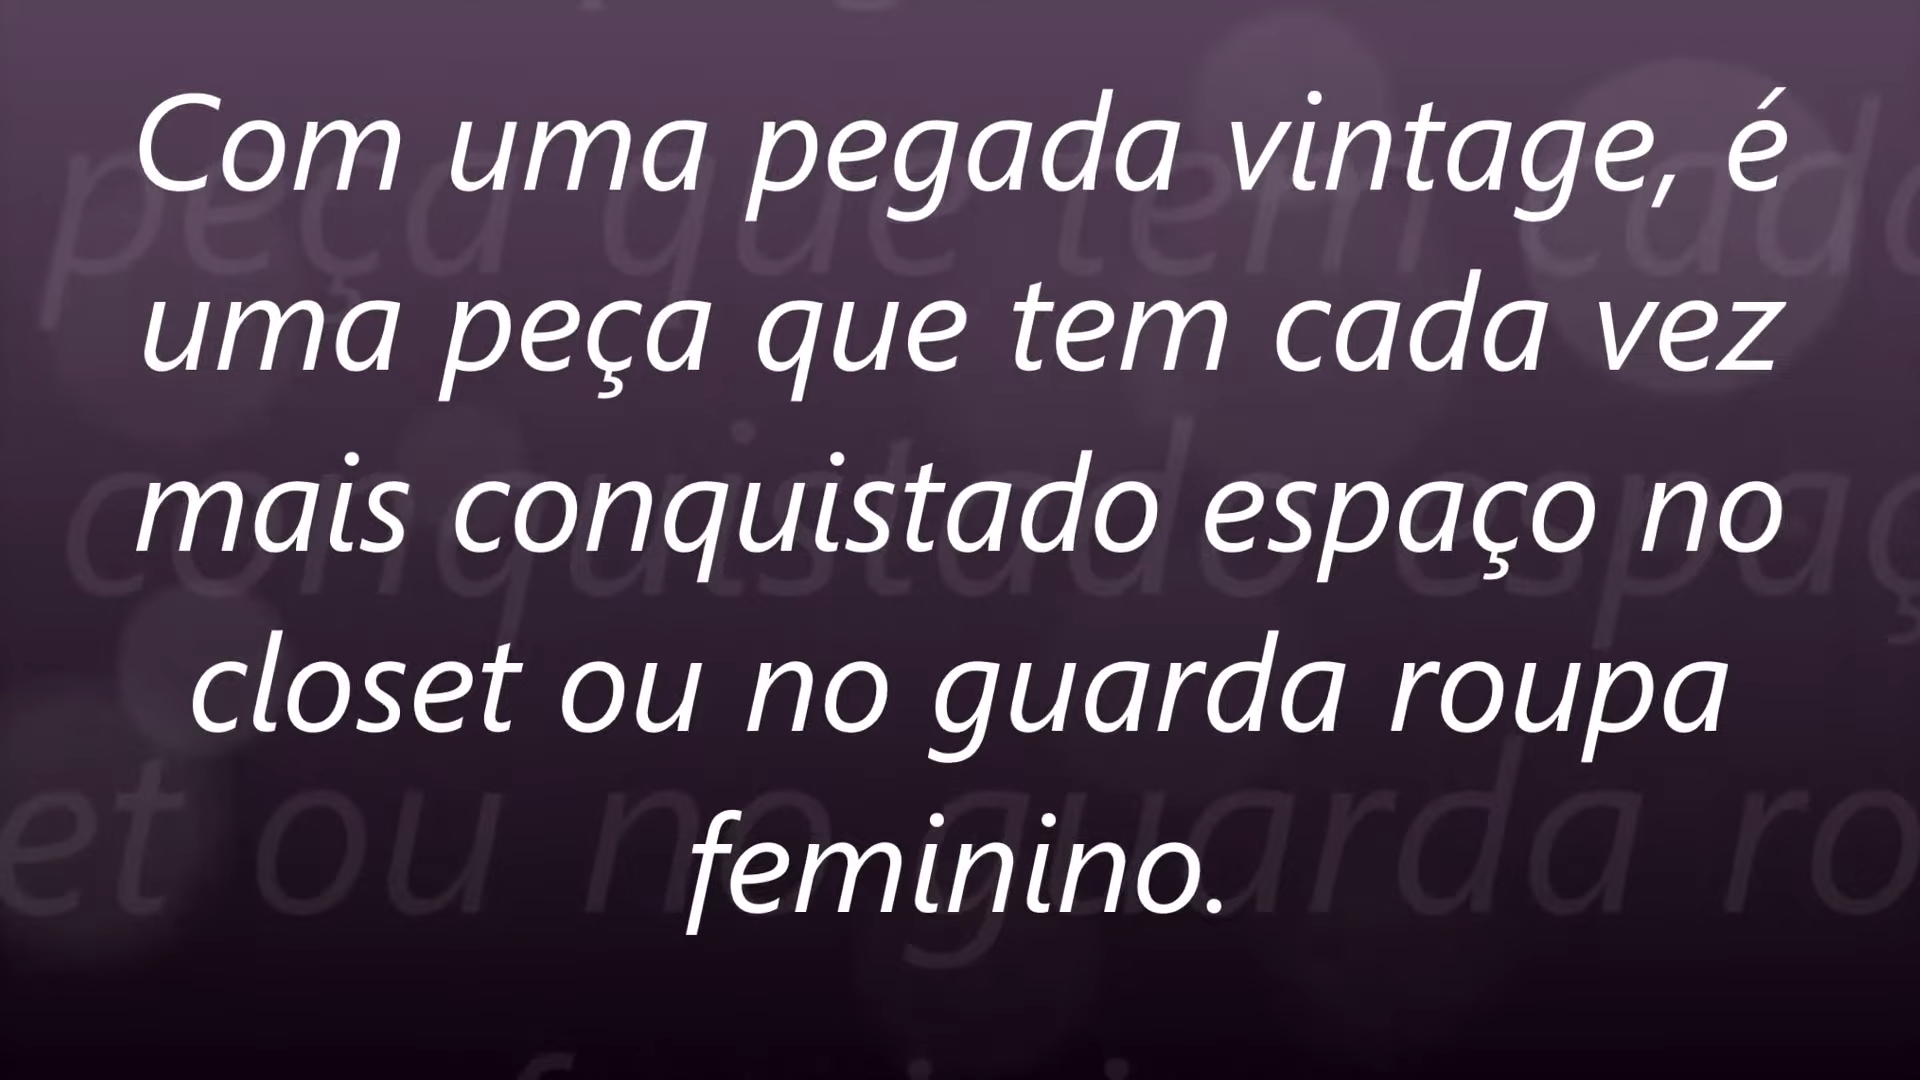 Com uma pegada vintage, é
uma peça que tem cada vez
mais conquistado espaço no
closet ou no guarda roupa
feminino.